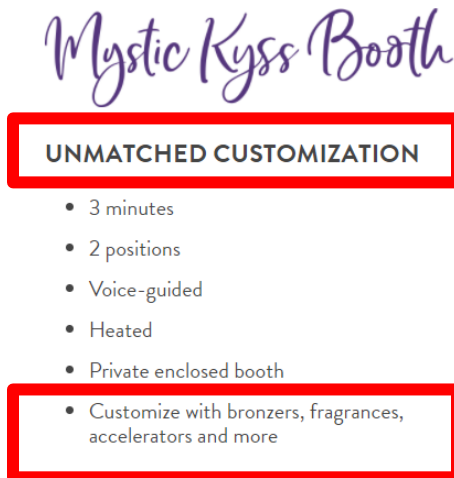 Mystic Kyss Booth
UNMATCHED CUSTOMIZATION
• 3 minutes
• 2 positions
• Voice-guided
• Heated
• Private enclosed booth
• Customize with bronzers, fragrances,
accelerators and more